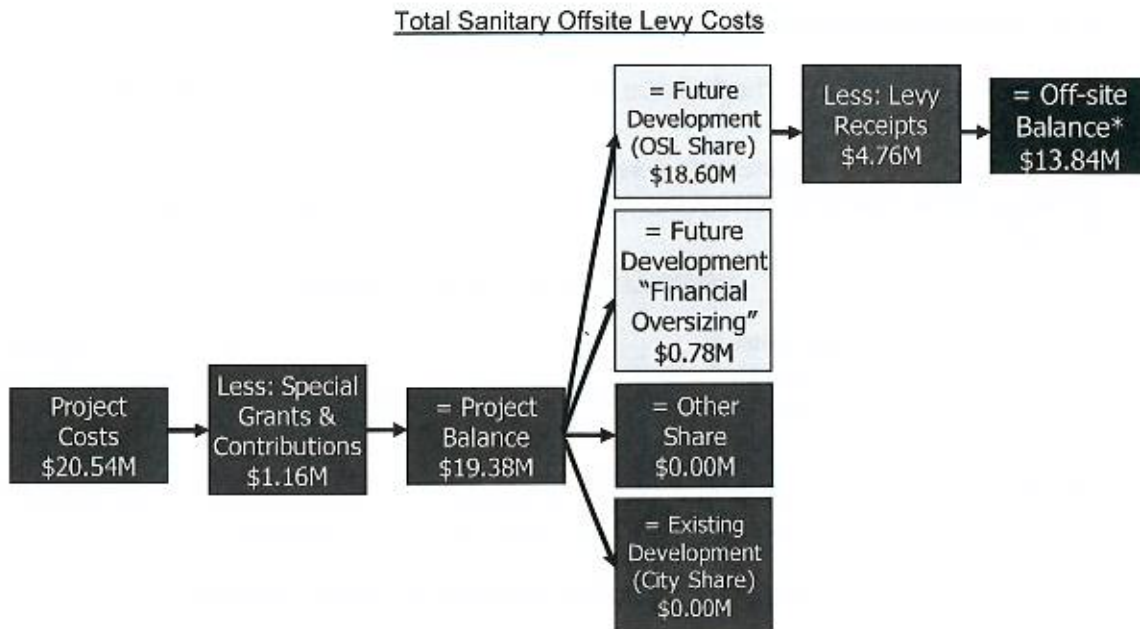 Total Sanitary Offsite Levy Costs
= Future
Development
(OSL Share)
$18.60M
Less: Levy
Receipts
$4.76M
= Off-site
Balance*
$13.84M
= Future
Development
"Financial
Oversizing"
$0.78M
Project
Costs
$20.54M
Less: Special
Grants &
Contributions
$1.16M
= Project
Balance
$19.38M
= Other
Share
$0.00M
= Existing
Development
(City Share)
$0.00M